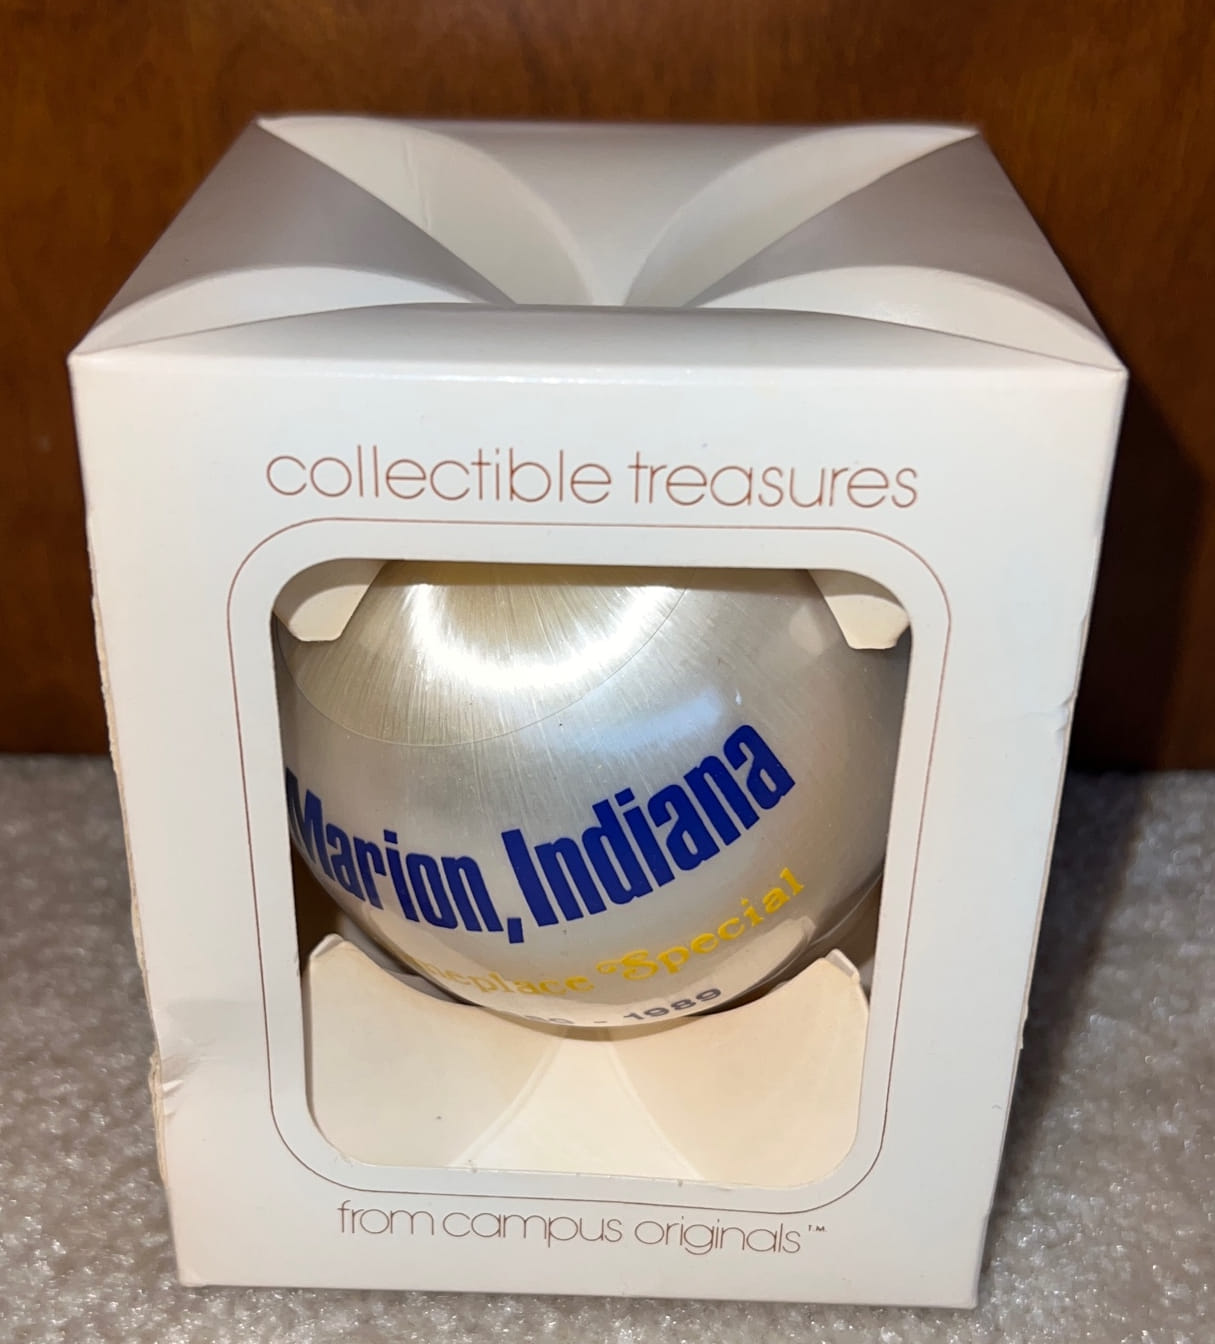 collectible treasures
Marion, Indiana
Special
- 1989
from campus originals™